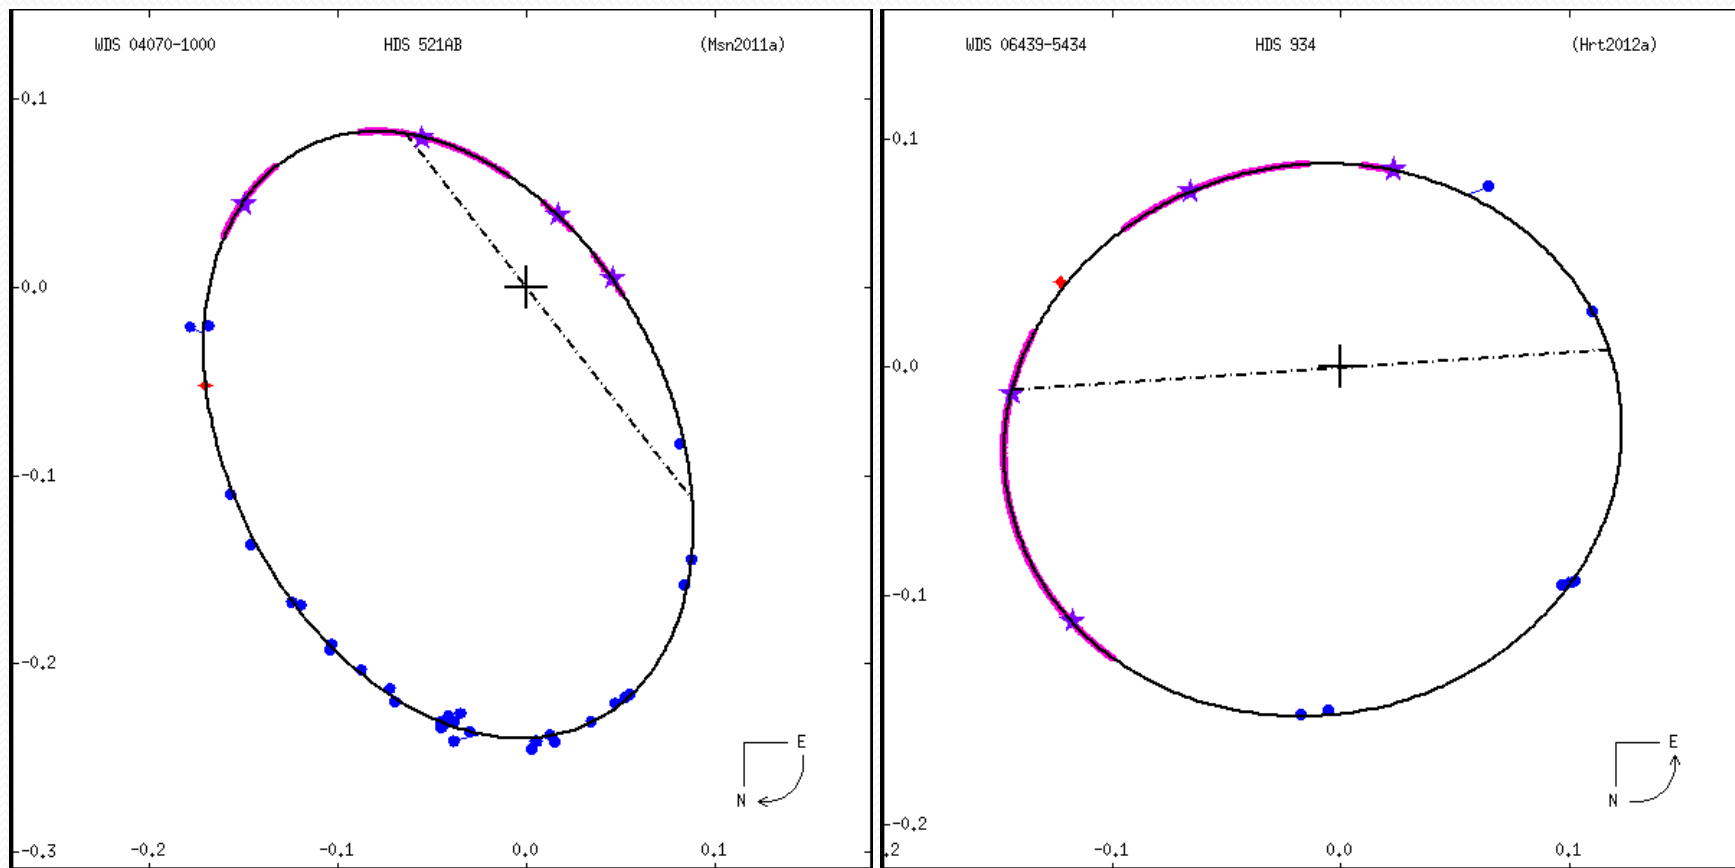 WDS 04070-1000 HDS 521AB (Msn2011a)
0.1
0.0
-0.1
-0.2
-0.3
-0.2 -0.1 0.0 0.1
E
N
WDS 06439-5434 HDS 934 (Hrt2012a)
0.1
0.0
-0.1
-0.2
.2 -0.1 0.0 0.1
E
N